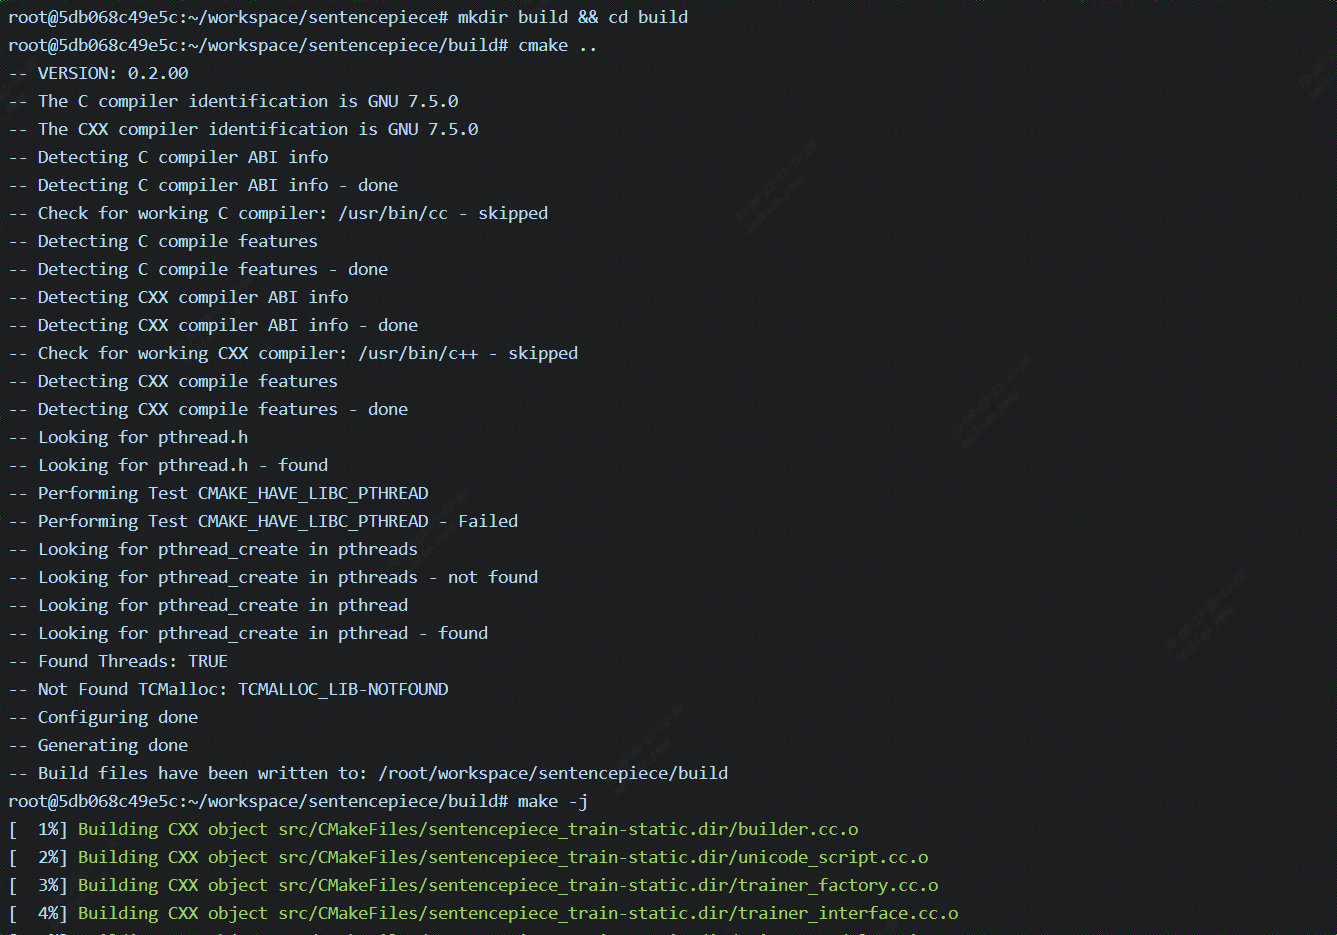 root@5db068c49e5c:~/workspace/sentencepiece# mkdir build && cd build
root@5db068c49e5c:~/workspace/sentencepiece/build# cmake ..
-- VERSION: 0.2.00
-- The C compiler identification is GNU 7.5.0
-- The CXX compiler identification is GNU 7.5.0
-- Detecting C compiler ABI info
-- Detecting C compiler ABI info - done
-- Check for working C compiler: /usr/bin/cc - skipped
-- Detecting C compile features
-- Detecting C compile features - done
-- Detecting CXX compiler ABI info
-- Detecting CXX compiler ABI info - done
-- Check for working CXX compiler: /usr/bin/c++ - skipped
-- Detecting CXX compile features
-- Detecting CXX compile features - done
-- Looking for pthread.h
-- Looking for pthread.h - found
-- Performing Test CMAKE_HAVE_LIBC_PTHREAD
-- Performing Test CMAKE_HAVE_LIBC_PTHREAD - Failed
-- Looking for pthread_create in pthreads
-- Looking for pthread_create in pthreads - not found
-- Looking for pthread_create in pthread
-- Looking for pthread_create in pthread - found
-- Found Threads: TRUE
-- Not Found TCMalloc: TCMALLOC_LIB-NOTFOUND
-- Configuring done
-- Generating done
-- Build files have been written to: /root/workspace/sentencepiece/build
root@5db068c49e5c:~/workspace/sentencepiece/build# make -j
[  1%] Building CXX object src/CMakeFiles/sentencepiece_train-static.dir/builder.cc.o
[  2%] Building CXX object src/CMakeFiles/sentencepiece_train-static.dir/unicode_script.cc.o
[  3%] Building CXX object src/CMakeFiles/sentencepiece_train-static.dir/trainer_factory.cc.o
[  4%] Building CXX object src/CMakeFiles/sentencepiece_train-static.dir/trainer_interface.cc.o